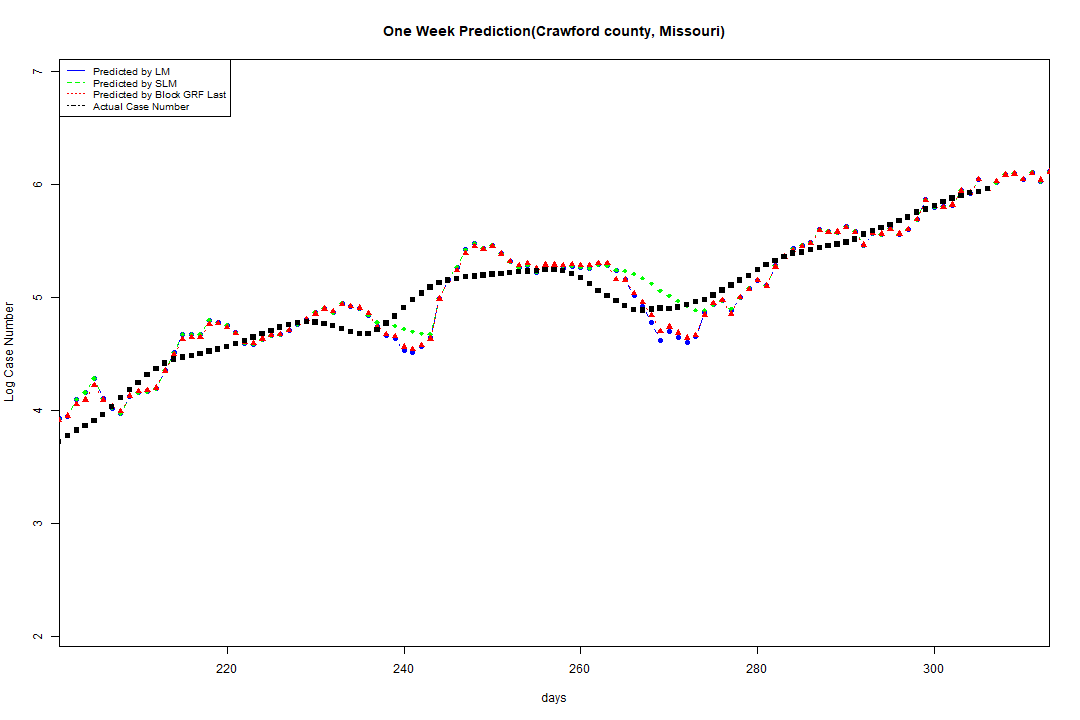 One Week Prediction(Crawford county, Missouri)
Predicted by LM
Predicted by SLM
Predicted by Block GRF Last
Actual Case Number
7
6
5
4
3
2
Log Case Number
220 240 260 280 300
days